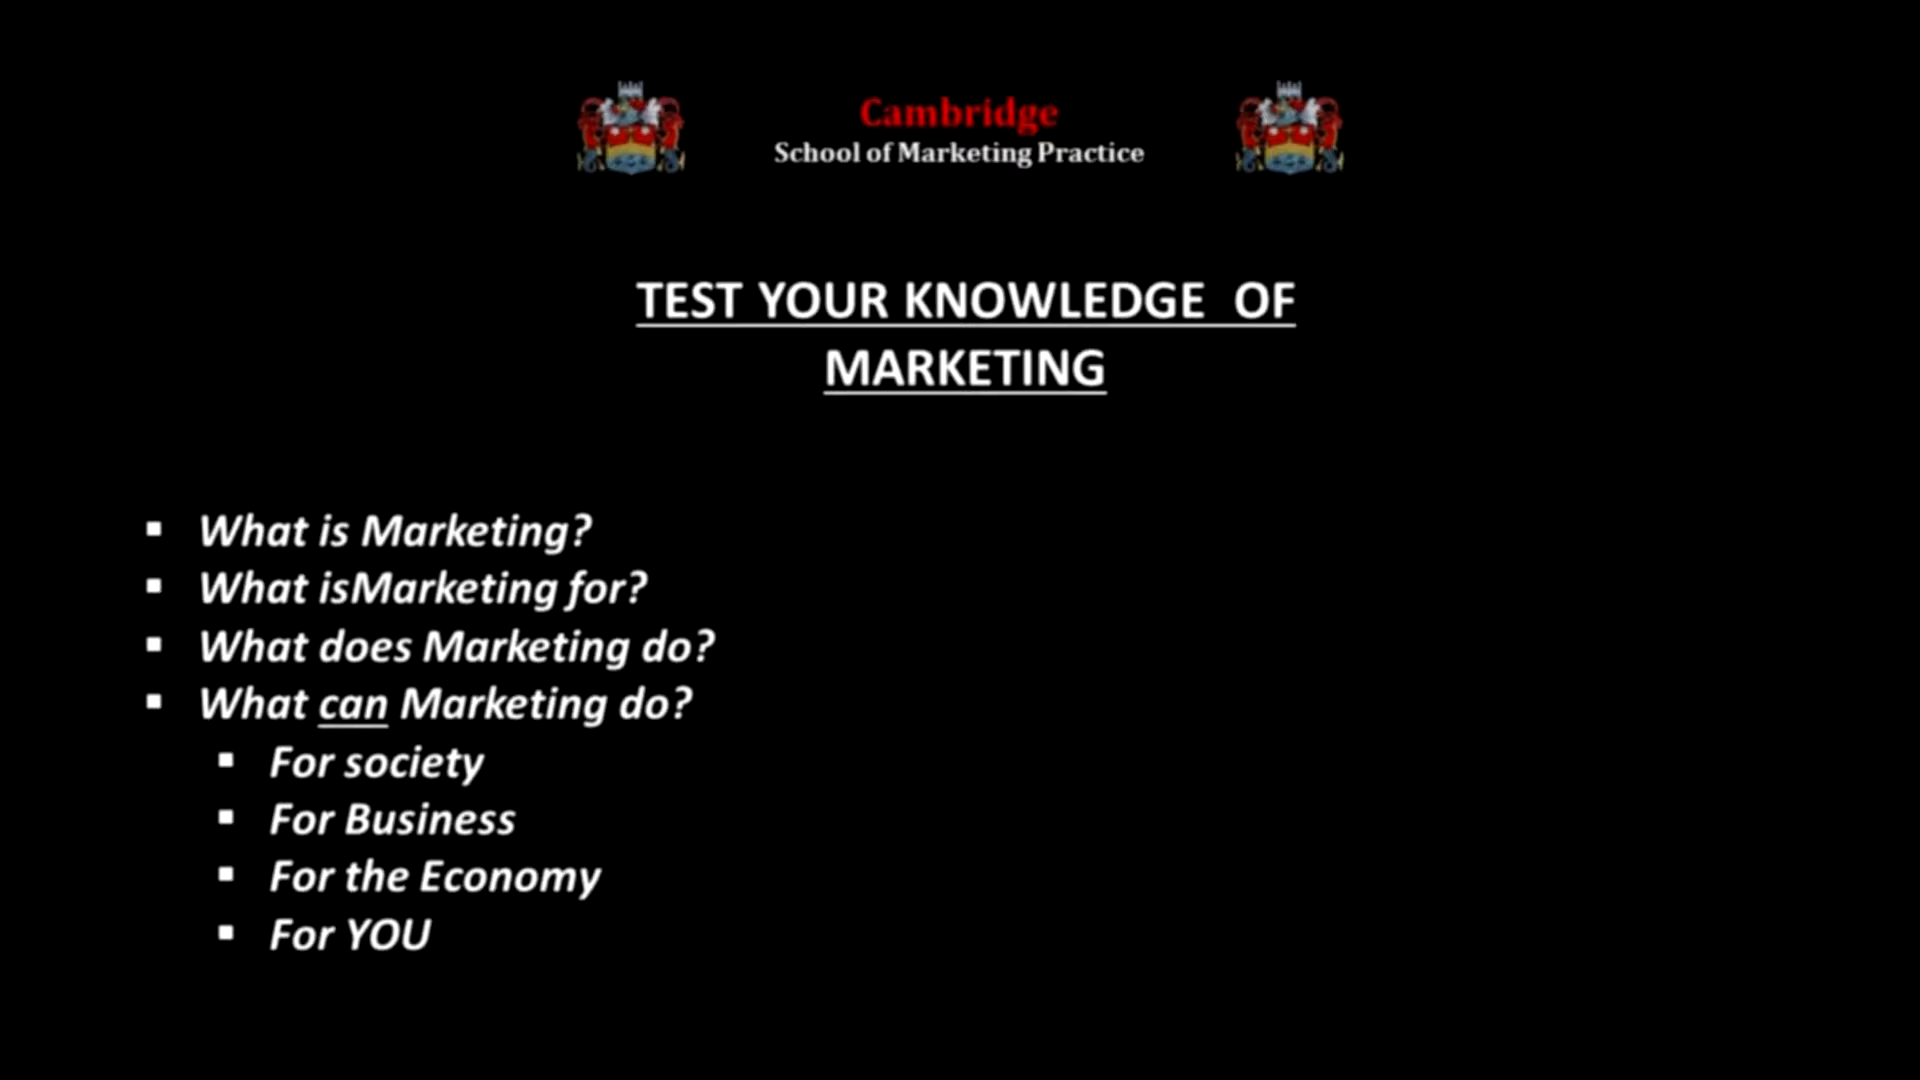 Cambridge
School of Marketing Practice
TEST YOUR KNOWLEDGE  OF
MARKETING
▪ What is Marketing?
▪ What isMarketing for?
▪ What does Marketing do?
▪ What can Marketing do?
▪ For society
▪ For Business
▪ For the Economy
▪ For YOU